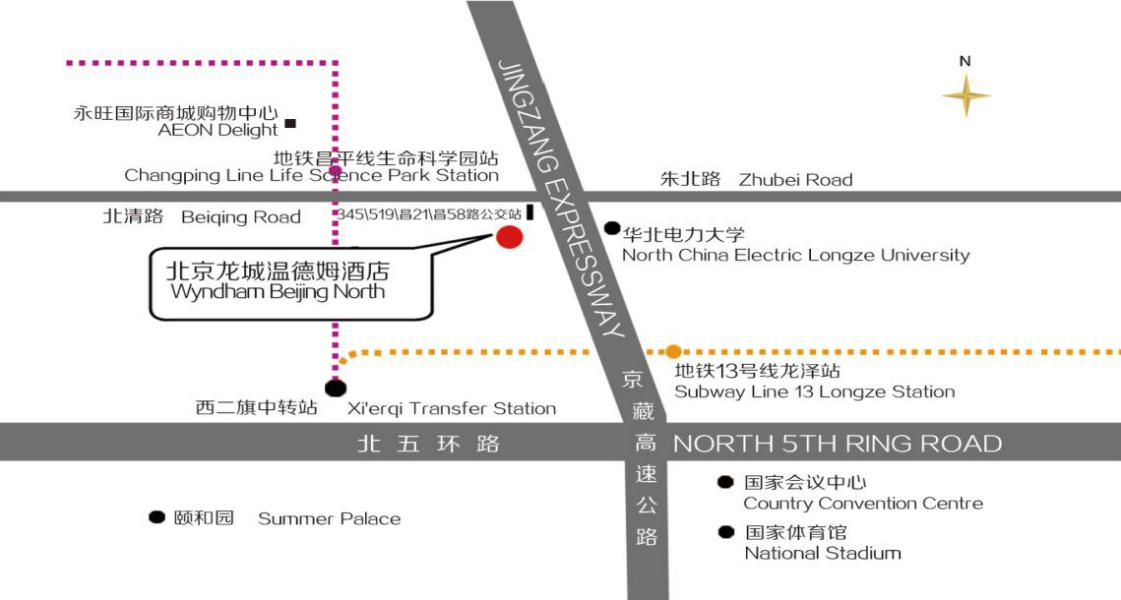 N
永旺国际商城购物中心
AEON Delight
地铁昌平线生命科学园站
Changping Line Life Science Park Station
JINGZANG EXPRESSWAY
朱北路 Zhubei Road
北清路 Beiqing Road
345\519\昌21\昌58路公交站
华北电力大学
North China Electric Longze University
北京龙城温德姆酒店
Wyndham Beijing North
地铁13号线龙泽站
Subway Line 13 Longze Station
西二旗中转站 Xi'erqi Transfer Station
京藏高速公路
北五环路 NORTH 5TH RING ROAD
国家会议中心
Country Convention Centre
颐和园 Summer Palace
国家体育馆
National Stadium